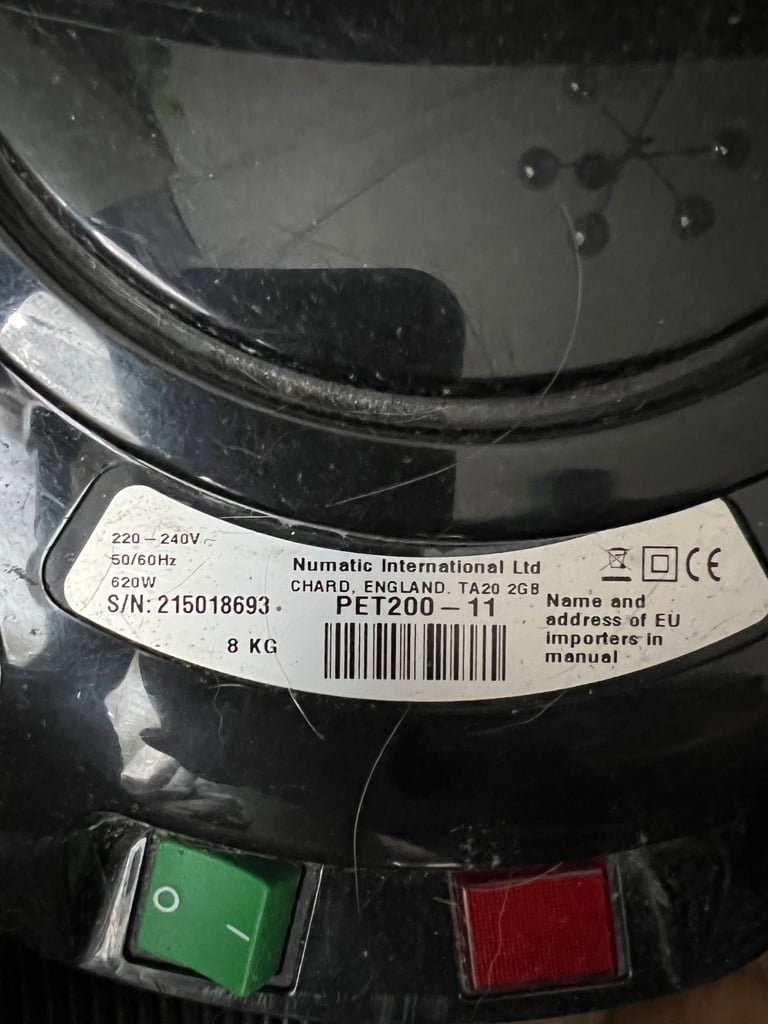 220 – 240V
50/60Hz
620W
S/N: 215018693
8 KG
Numatic International Ltd
CHARD, ENGLAND. TA20 2GB
PET200 – 11
CE
Name and
address of EU
importers in
manual
O
I